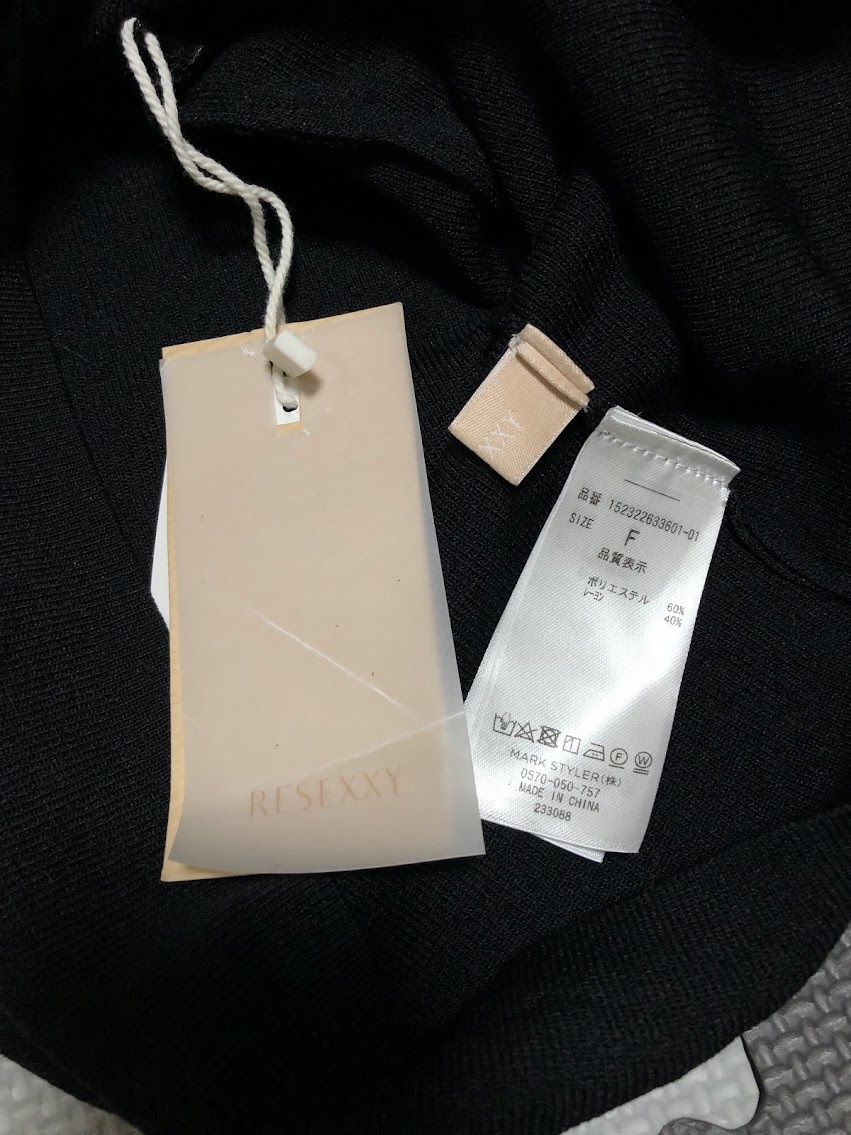 RESEXXY
XXY
品番 152322633601-01
SIZE F
品質表示
ポリエステル 60%
レーヨン 40%
F W
MARK STYLER(株)
0570-050-757
MADE IN CHINA
233088